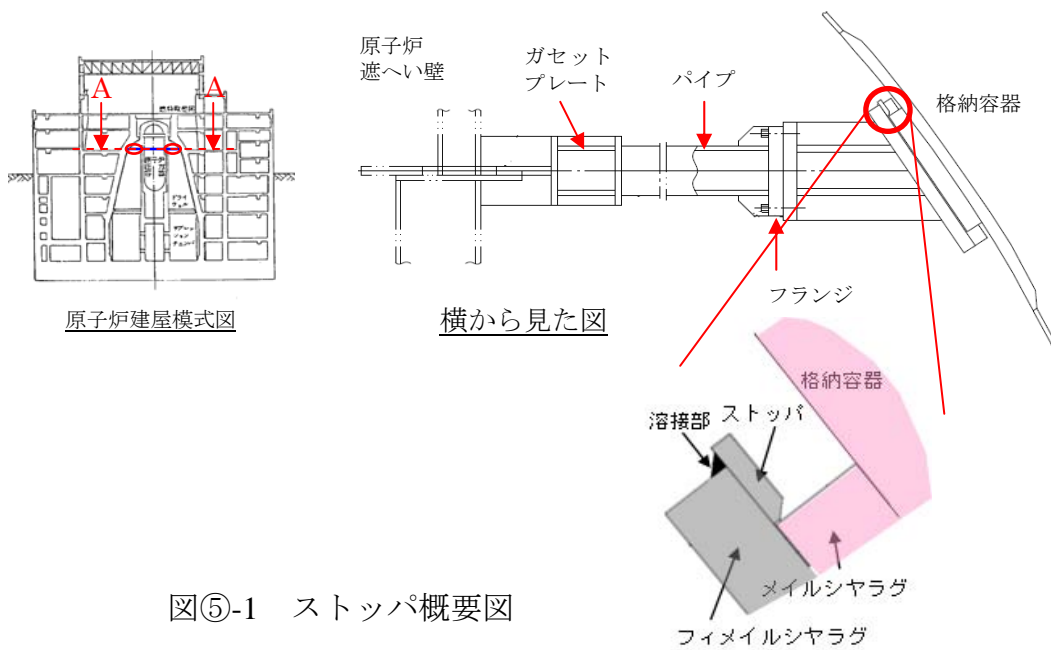 A
A
原子炉建屋模式図
原子炉
遮へい壁
ガセット
プレート
パイプ
格納容器
フランジ
横から見た図
格納容器
溶接部
ストッパ
メイルシヤラグ
フィメイルシヤラグ
図⑤-1 ストッパ概要図